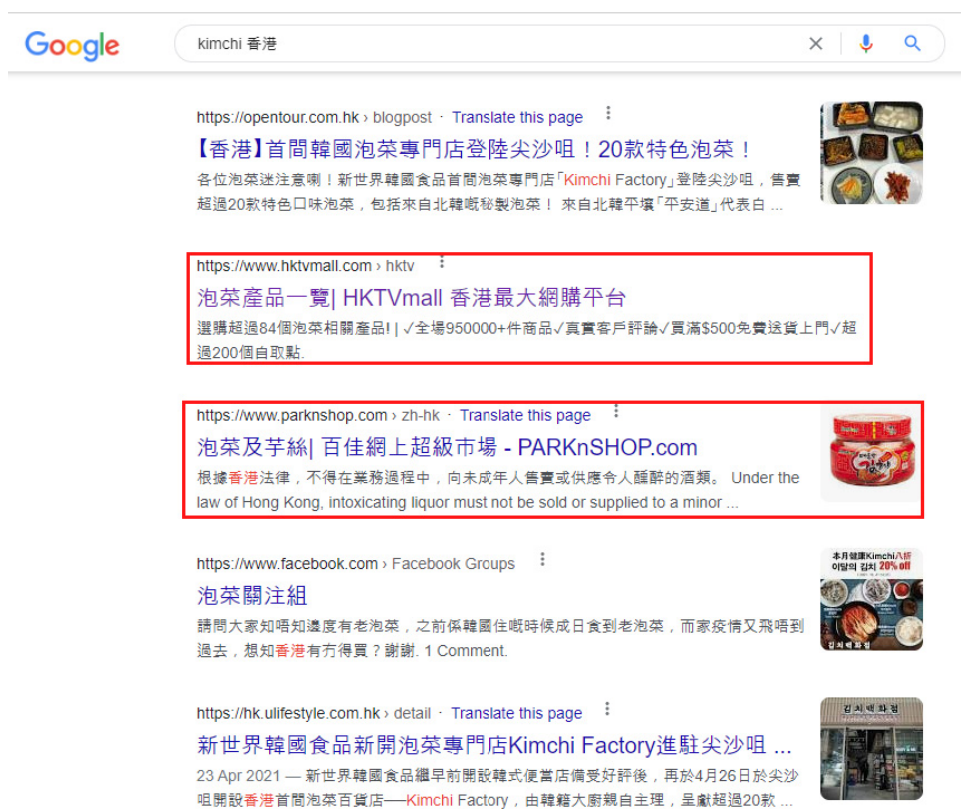 Google
kimchi 香港
https://opentour.com.hk › blogpost · Translate this page
【香港】首間韓國泡菜專門店登陸尖沙咀！20款特色泡菜！
各位泡菜迷注意喇！新世界韓國食品首間泡菜專門店「Kimchi Factory」登陸尖沙咀，售賣
超過20款特色口味泡菜，包括來自北韓嘅秘製泡菜！ 來自北韓平壤「平安道」代表白 ...
https://www.hktvmall.com › hktv
泡菜產品一覽| HKTVmall 香港最大網購平台
選購超過84個泡菜相關產品! | ✓全場950000+件商品✓真實客戶評論✓買滿$500免費送貨上門✓超
過200個自取點.
https://www.parknshop.com › zh-hk · Translate this page
泡菜及芋絲| 百佳網上超級市場 - PARKnSHOP.com
根據香港法律，不得在業務過程中，向未成年人售賣或供應令人醺醉的酒類。 Under the
law of Hong Kong, intoxicating liquor must not be sold or supplied to a minor ...
https://www.facebook.com › Facebook Groups
泡菜關注組
請問大家知唔知邊度有老泡菜，之前係韓國住嘅時候成日食到老泡菜，而家疫情又飛唔到
過去，想知香港有冇得買？謝謝. 1 Comment.
本月健康Kimchi八折
이달의 김치 20% off
김치백화점
https://hk.ulifestyle.com.hk › detail · Translate this page
新世界韓國食品新開泡菜專門店Kimchi Factory進駐尖沙咀 ...
23 Apr 2021 — 新世界韓國食品繼早前開設韓式便當店備受好評後，再於4月26日於尖沙
咀開設香港首間泡菜百貨店──Kimchi Factory，由韓籍大廚親自主理，呈獻超過20款 ...
김치백화점